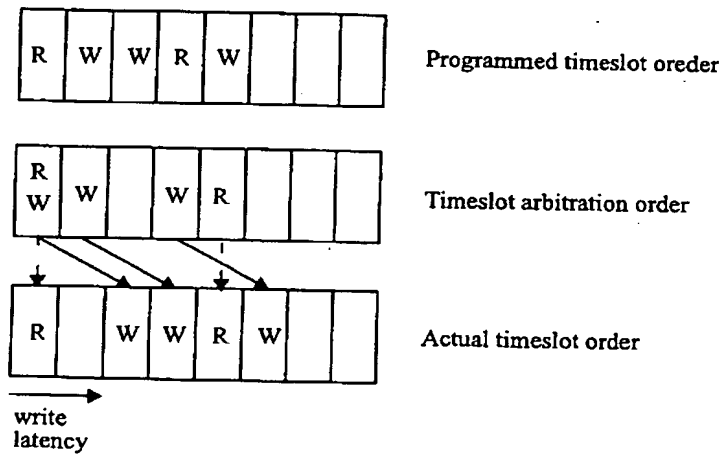 R W W R W
Programmed timeslot oreder
R
W W W R
Timeslot arbitration order
R W W R W
Actual timeslot order
write
latency